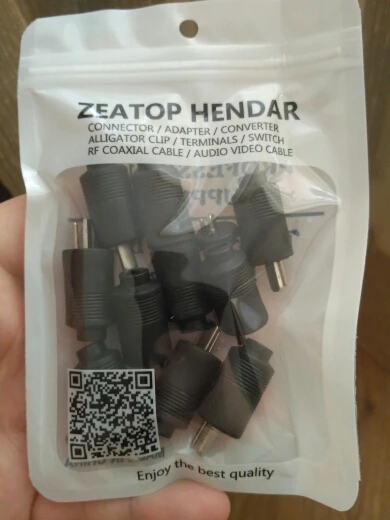 ZEATOP HENDAR
CONNECTOR / ADAPTER / CONVERTER
ALLIGATOR CLIP / TERMINALS / SWITCH
RF COAXIAL CABLE / AUDIO VIDEO CABLE
Enjoy the best quality